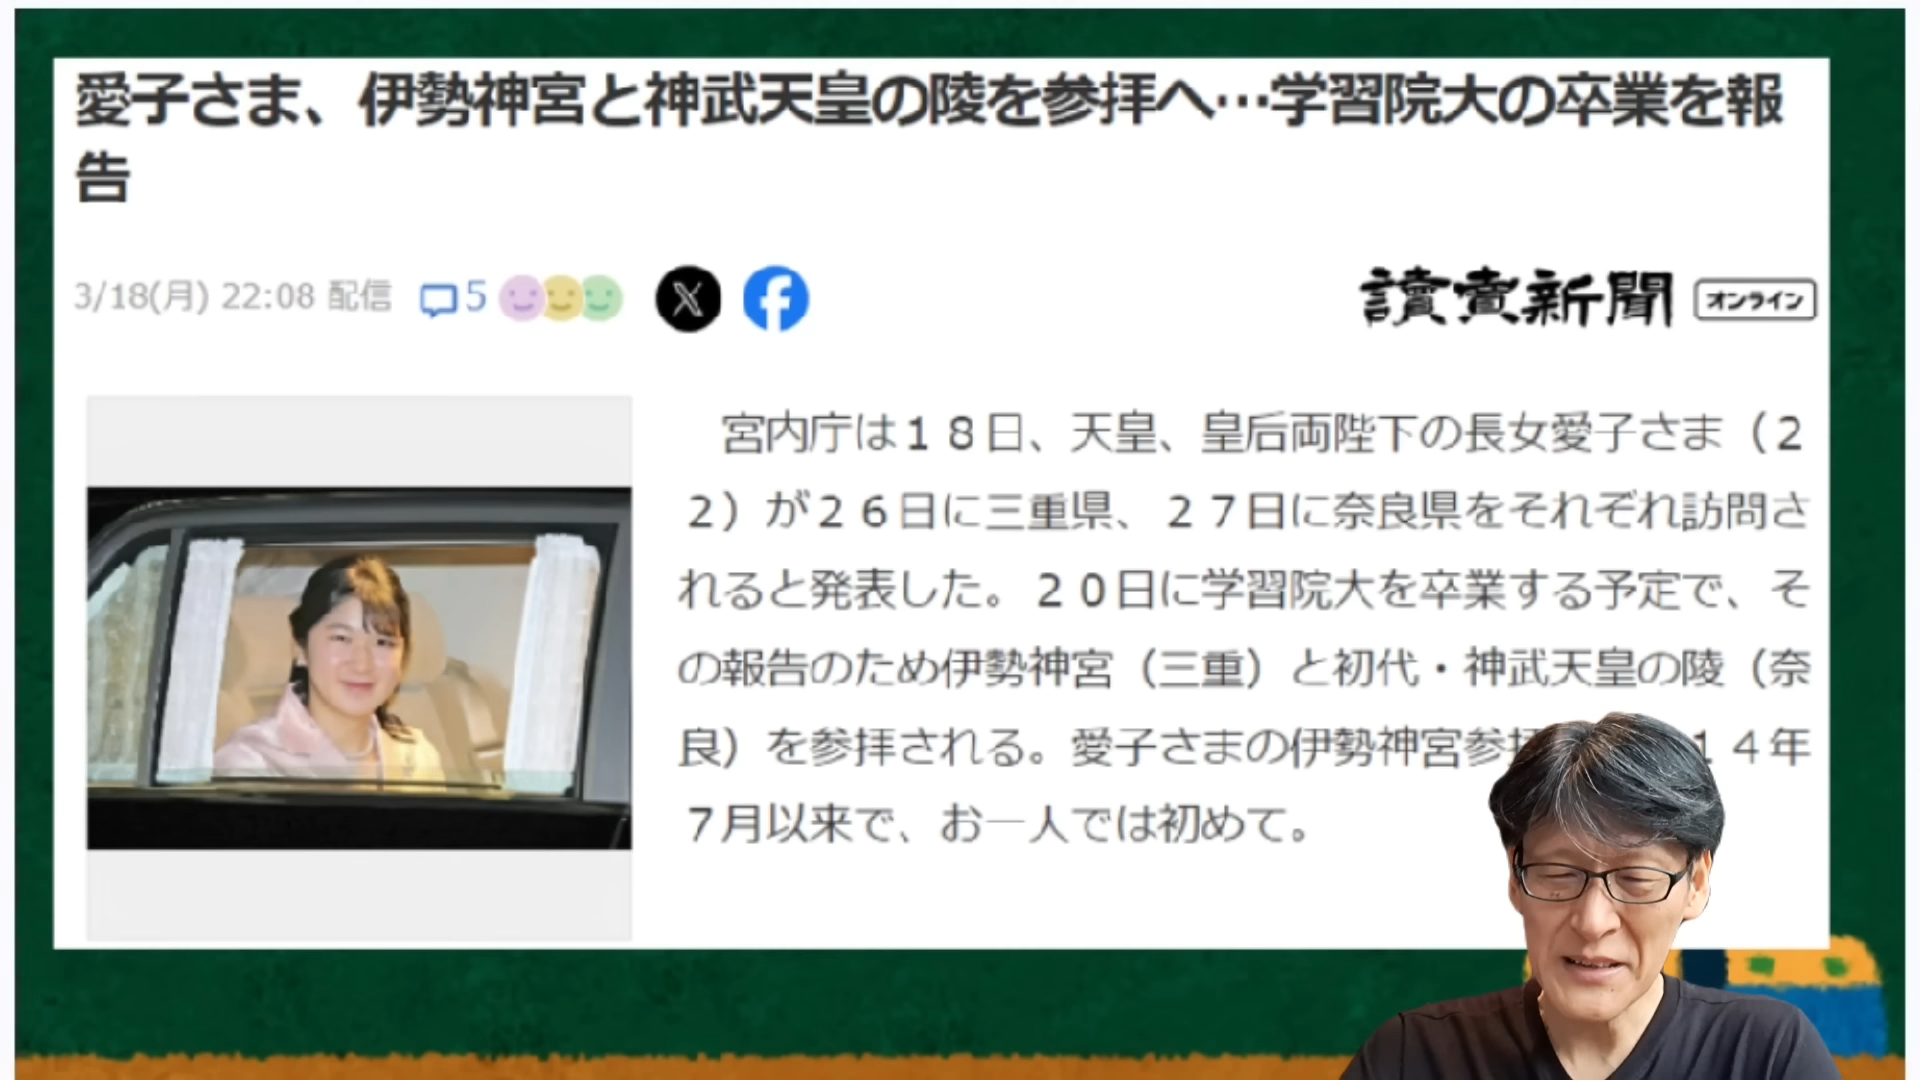 愛子さま、伊勢神宮と神武天皇の陵を参拝へ…学習院大の卒業を報
告
3/18(月) 22:08 配信 5
讀賣新聞 オンライン
宮内庁は１８日、天皇、皇后両陛下の長女愛子さま（２
２）が２６日に三重県、２７日に奈良県をそれぞれ訪問さ
れると発表した。２０日に学習院大を卒業する予定で、そ
の報告のため伊勢神宮（三重）と初代・神武天皇の陵（奈
良）を参拝される。愛子さまの伊勢神宮参 １４年
７月以来で、お一人では初めて。